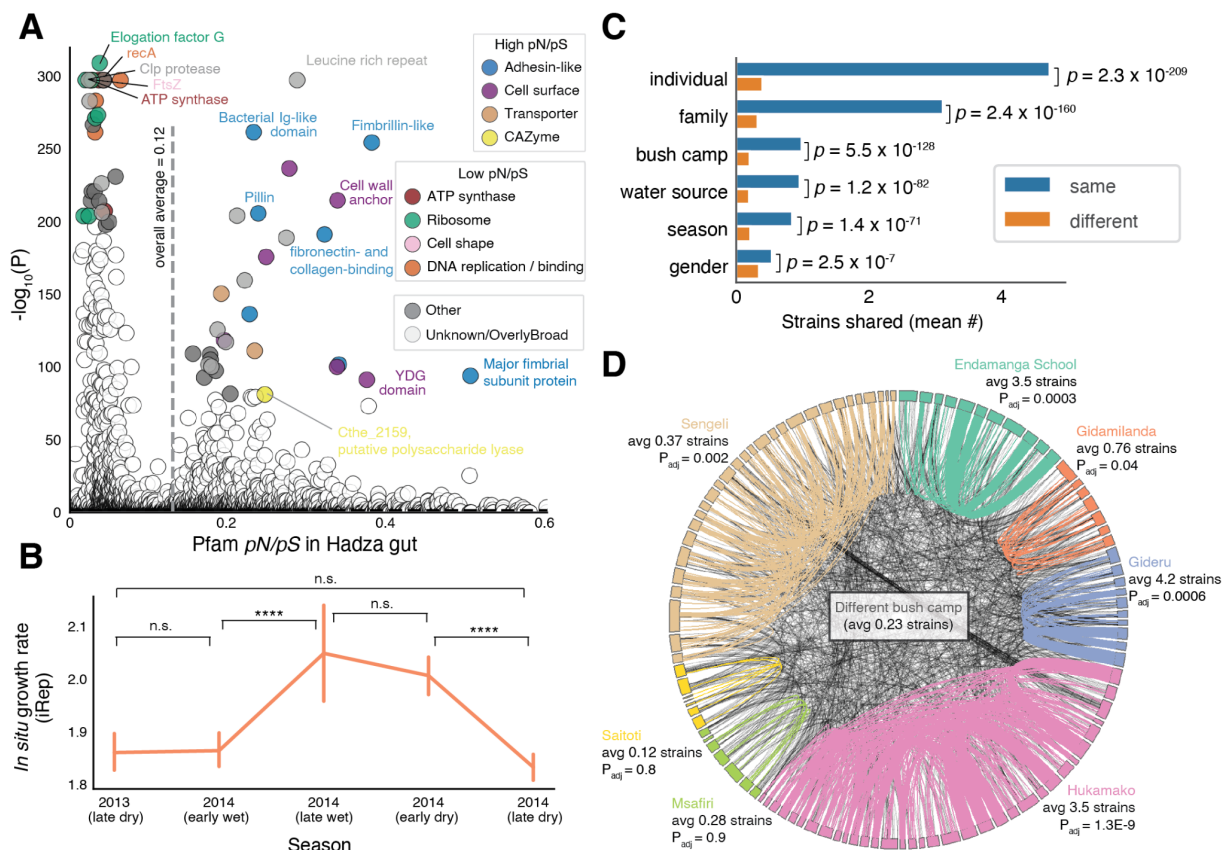 A
Elogation factor G
recA
Clp protease
FtsZ
ATP synthase
Leucine rich repeat
Bacterial Ig-like
domain
Fimbrillin-like
Cell wall
anchor
Pillin
fibronectin- and
collagen-binding
Major fimbrial
subunit protein
YDG
domain
Cthe_2159,
putative polysaccharide lyase
overall average = 0.12
High pN/pS
Adhesin-like
Cell surface
Transporter
CAZyme
Low pN/pS
ATP synthase
Ribosome
Cell shape
DNA replication / binding
Other
Unknown/OverlyBroad
-log10(P)
300
250
200
150
100
50
0
0 0.2 0.4 0.6
Pfam pN/pS in Hadza gut
B
n.s.
n.s. **** n.s. ****
In situ growth rate
(iRep)
2.1
2.0
1.9
1.8
2013 2014 2014 2014 2014
(late dry) (early wet) (late wet) (early dry) (late dry)
Season
C
individual p = 2.3 x 10-209
family p = 2.4 x 10-160
bush camp p = 5.5 x 10-128
water source p = 1.2 x 10-82
season p = 1.4 x 10-71
gender p = 2.5 x 10-7
same
different
0 2 4
Strains shared (mean #)
D
Endamanga School
avg 3.5 strains
Padj = 0.0003
Gidamilanda
avg 0.76 strains
Padj = 0.04
Gideru
avg 4.2 strains
Padj = 0.0006
Hukamako
avg 3.5 strains
Padj = 1.3E-9
Msafiri
avg 0.28 strains
Padj = 0.9
Saitoti
avg 0.12 strains
Padj = 0.8
Sengeli
avg 0.37 strains
Padj = 0.002
Different bush camp
(avg 0.23 strains)